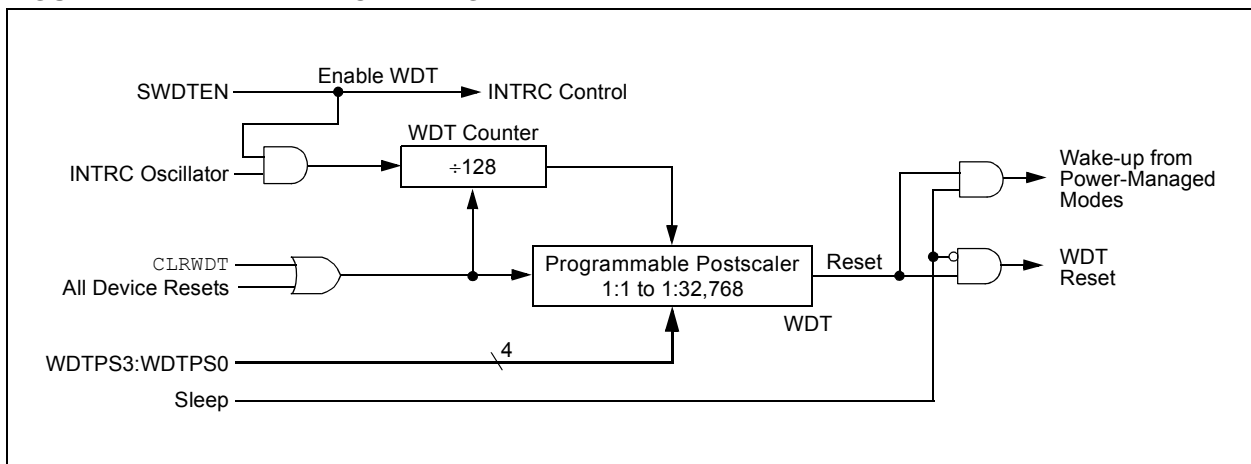 Enable WDT
SWDTEN
INTRC Control
WDT Counter
INTRC Oscillator
÷128
Wake-up from
Power-Managed
Modes
CLRWDT
All Device Resets
Programmable Postscaler
1:1 to 1:32,768
Reset
WDT
WDT
Reset
4
WDTPS3:WDTPS0
Sleep